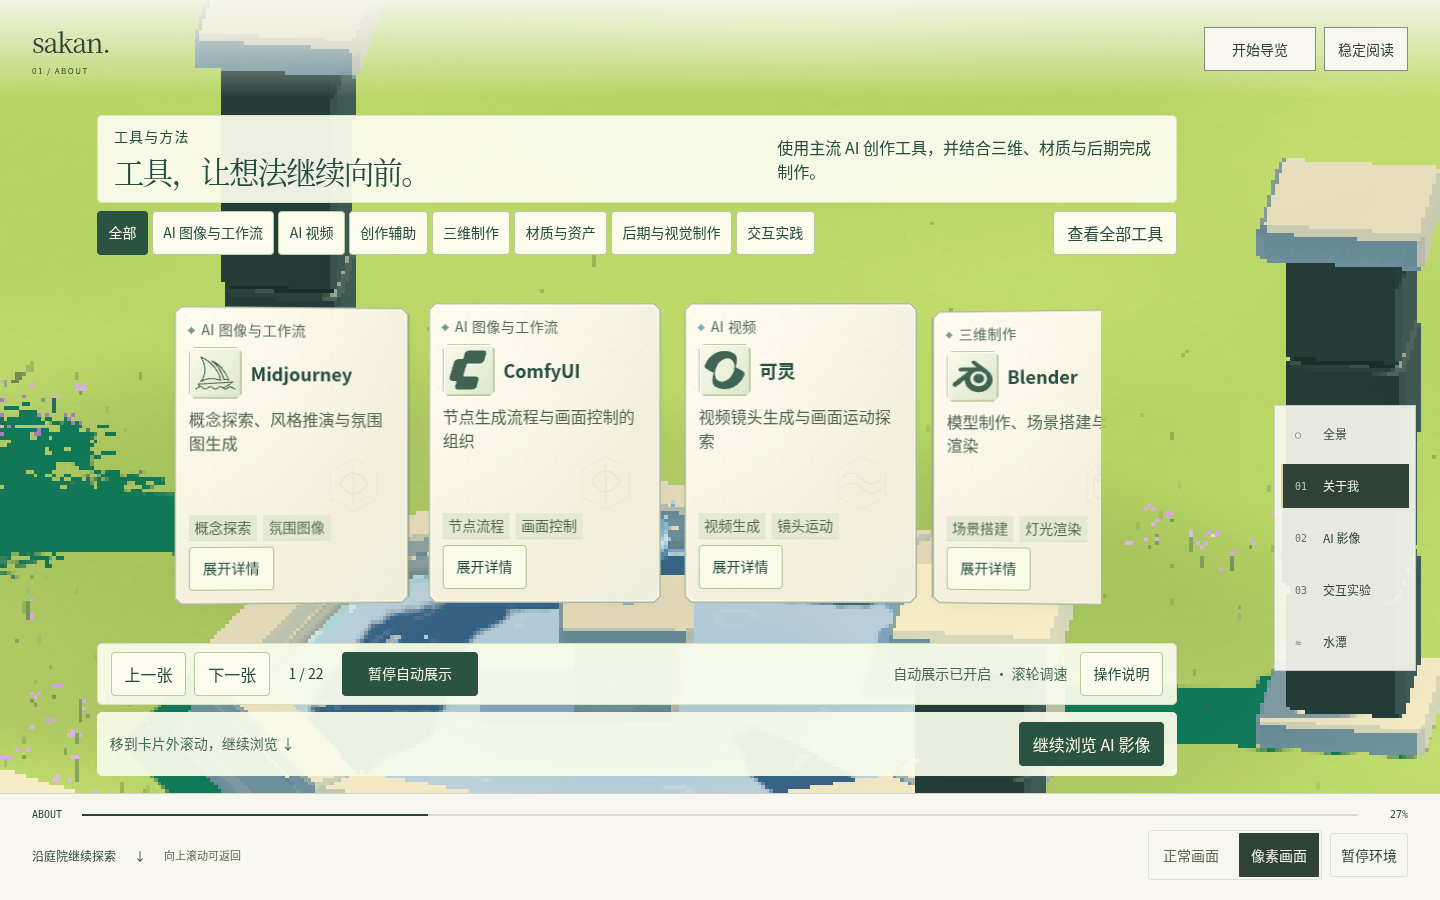 sakan.
01 / ABOUT
开始导览
稳定阅读
工具与方法
工具，让想法继续向前。
使用主流 AI 创作工具，并结合三维、材质与后期完成
制作。
全部
AI 图像与工作流
AI 视频
创作辅助
三维制作
材质与资产
后期与视觉制作
交互实践
查看全部工具
AI 图像与工作流
Midjourney
概念探索、风格推演与氛围
图生成
概念探索
氛围图像
展开详情
AI 图像与工作流
ComfyUI
节点生成流程与画面控制的
组织
节点流程
画面控制
展开详情
AI 视频
可灵
视频镜头生成与画面运动探
索
视频生成
镜头运动
展开详情
三维制作
Blender
模型制作、场景搭建与
渲染
场景搭建
灯光渲染
展开详情
全景
01 关于我
02 AI 影像
03 交互实验
≈ 水潭
上一张
下一张
1 / 22
暂停自动展示
自动展示已开启 · 滚轮调速
操作说明
移到卡片外滚动，继续浏览 ↓
继续浏览 AI 影像
ABOUT
27%
沿庭院继续探索 ↓ 向上滚动可返回
正常画面
像素画面
暂停环境